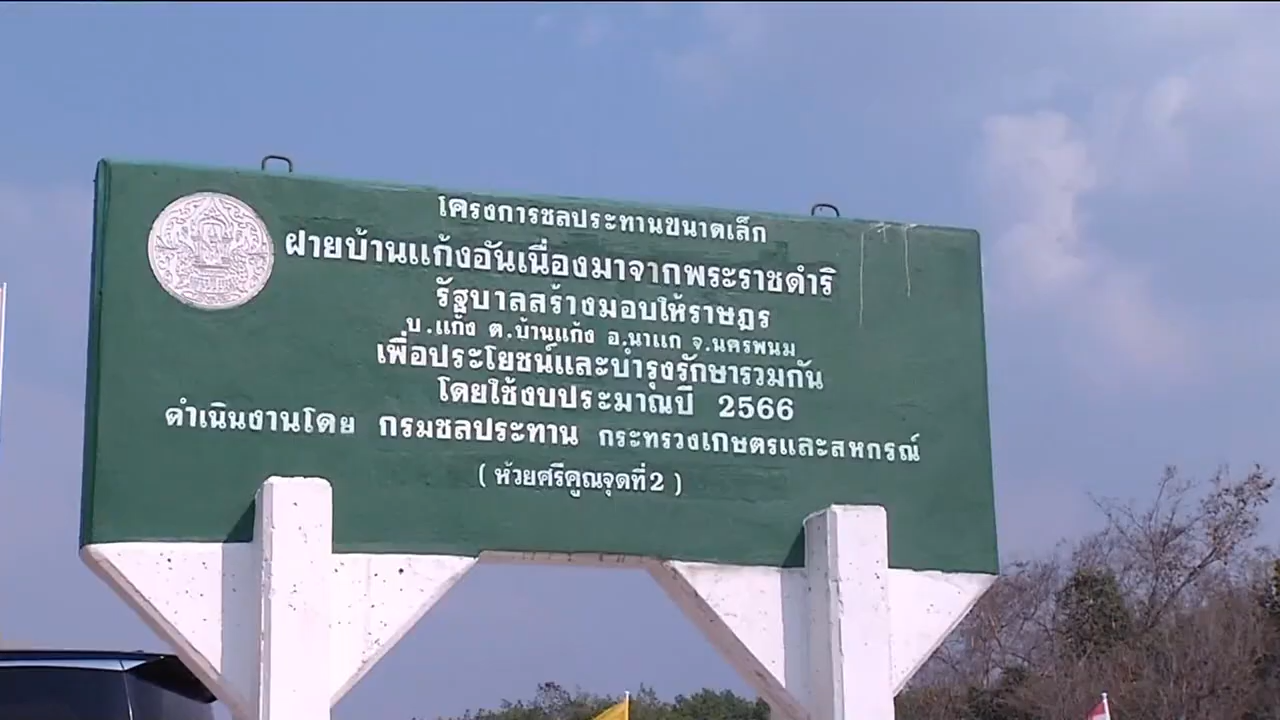 โครงการชลประทานขนาดเล็ก
ฝายบ้านแก้งอันเนื่องมาจากพระราชดำริ
รัฐบาลสร้างมอบให้ราษฎร
บ.แก้ง ต.บ้านแก้ง อ.นาแก จ.นครพนม
เพื่อประโยชน์และบำรุงรักษารวมกัน
โดยใช้งบประมาณปี 2566
ดำเนินงานโดย กรมชลประทาน กระทรวงเกษตรและสหกรณ์
( ห้วยศรีคูณจุดที่2 )